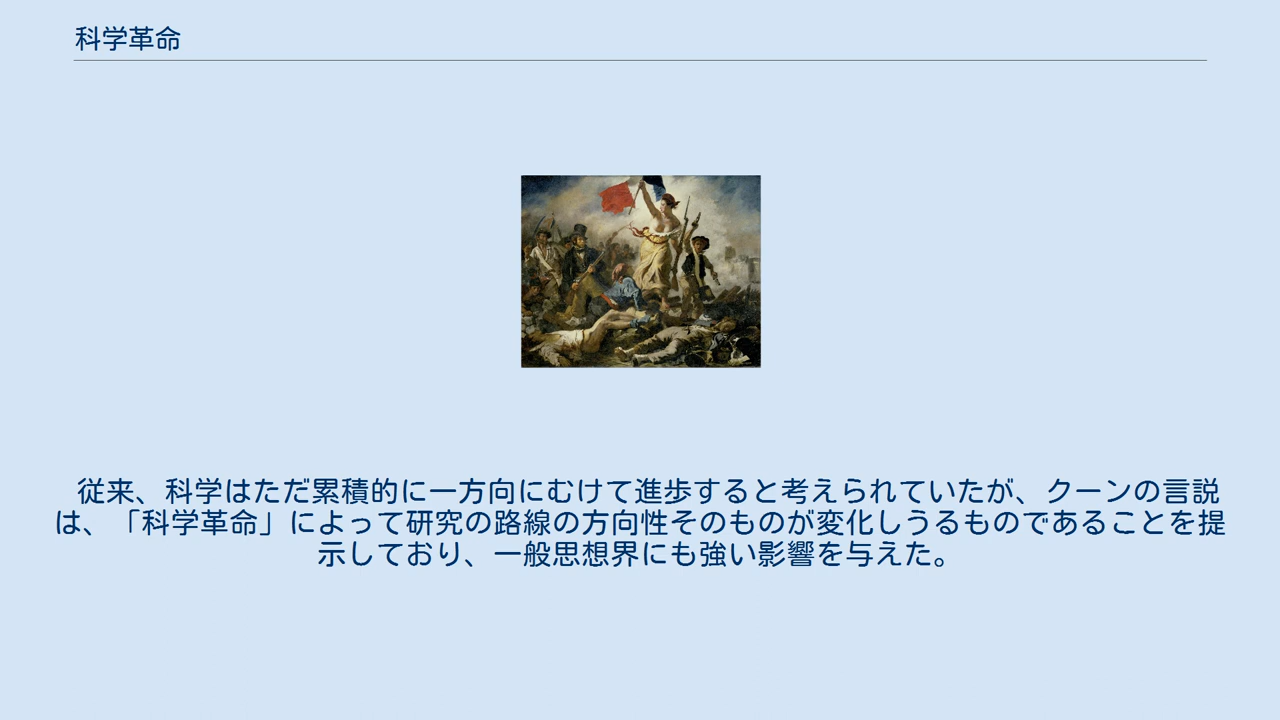 科学革命
従来、科学はただ累積的に一方向にむけて進歩すると考えられていたが、クーンの言説
は、「科学革命」によって研究の路線の方向性そのものが変化しうるものであることを提
示しており、一般思想界にも強い影響を与えた。